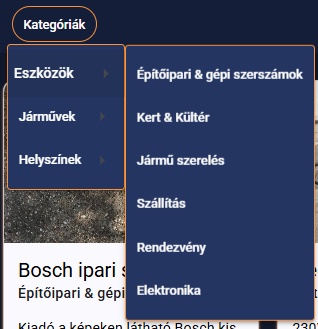 Kategóriák
Eszközök
Járművek
Helyszínek
Építőipari & gépi szerszámok
Kert & Kültér
Jármű szerelés
Szállítás
Rendezvény
Elektronika
Bosch ipari
Építőipari & gépi
Kiadó a képeken látható Bosch kis
230